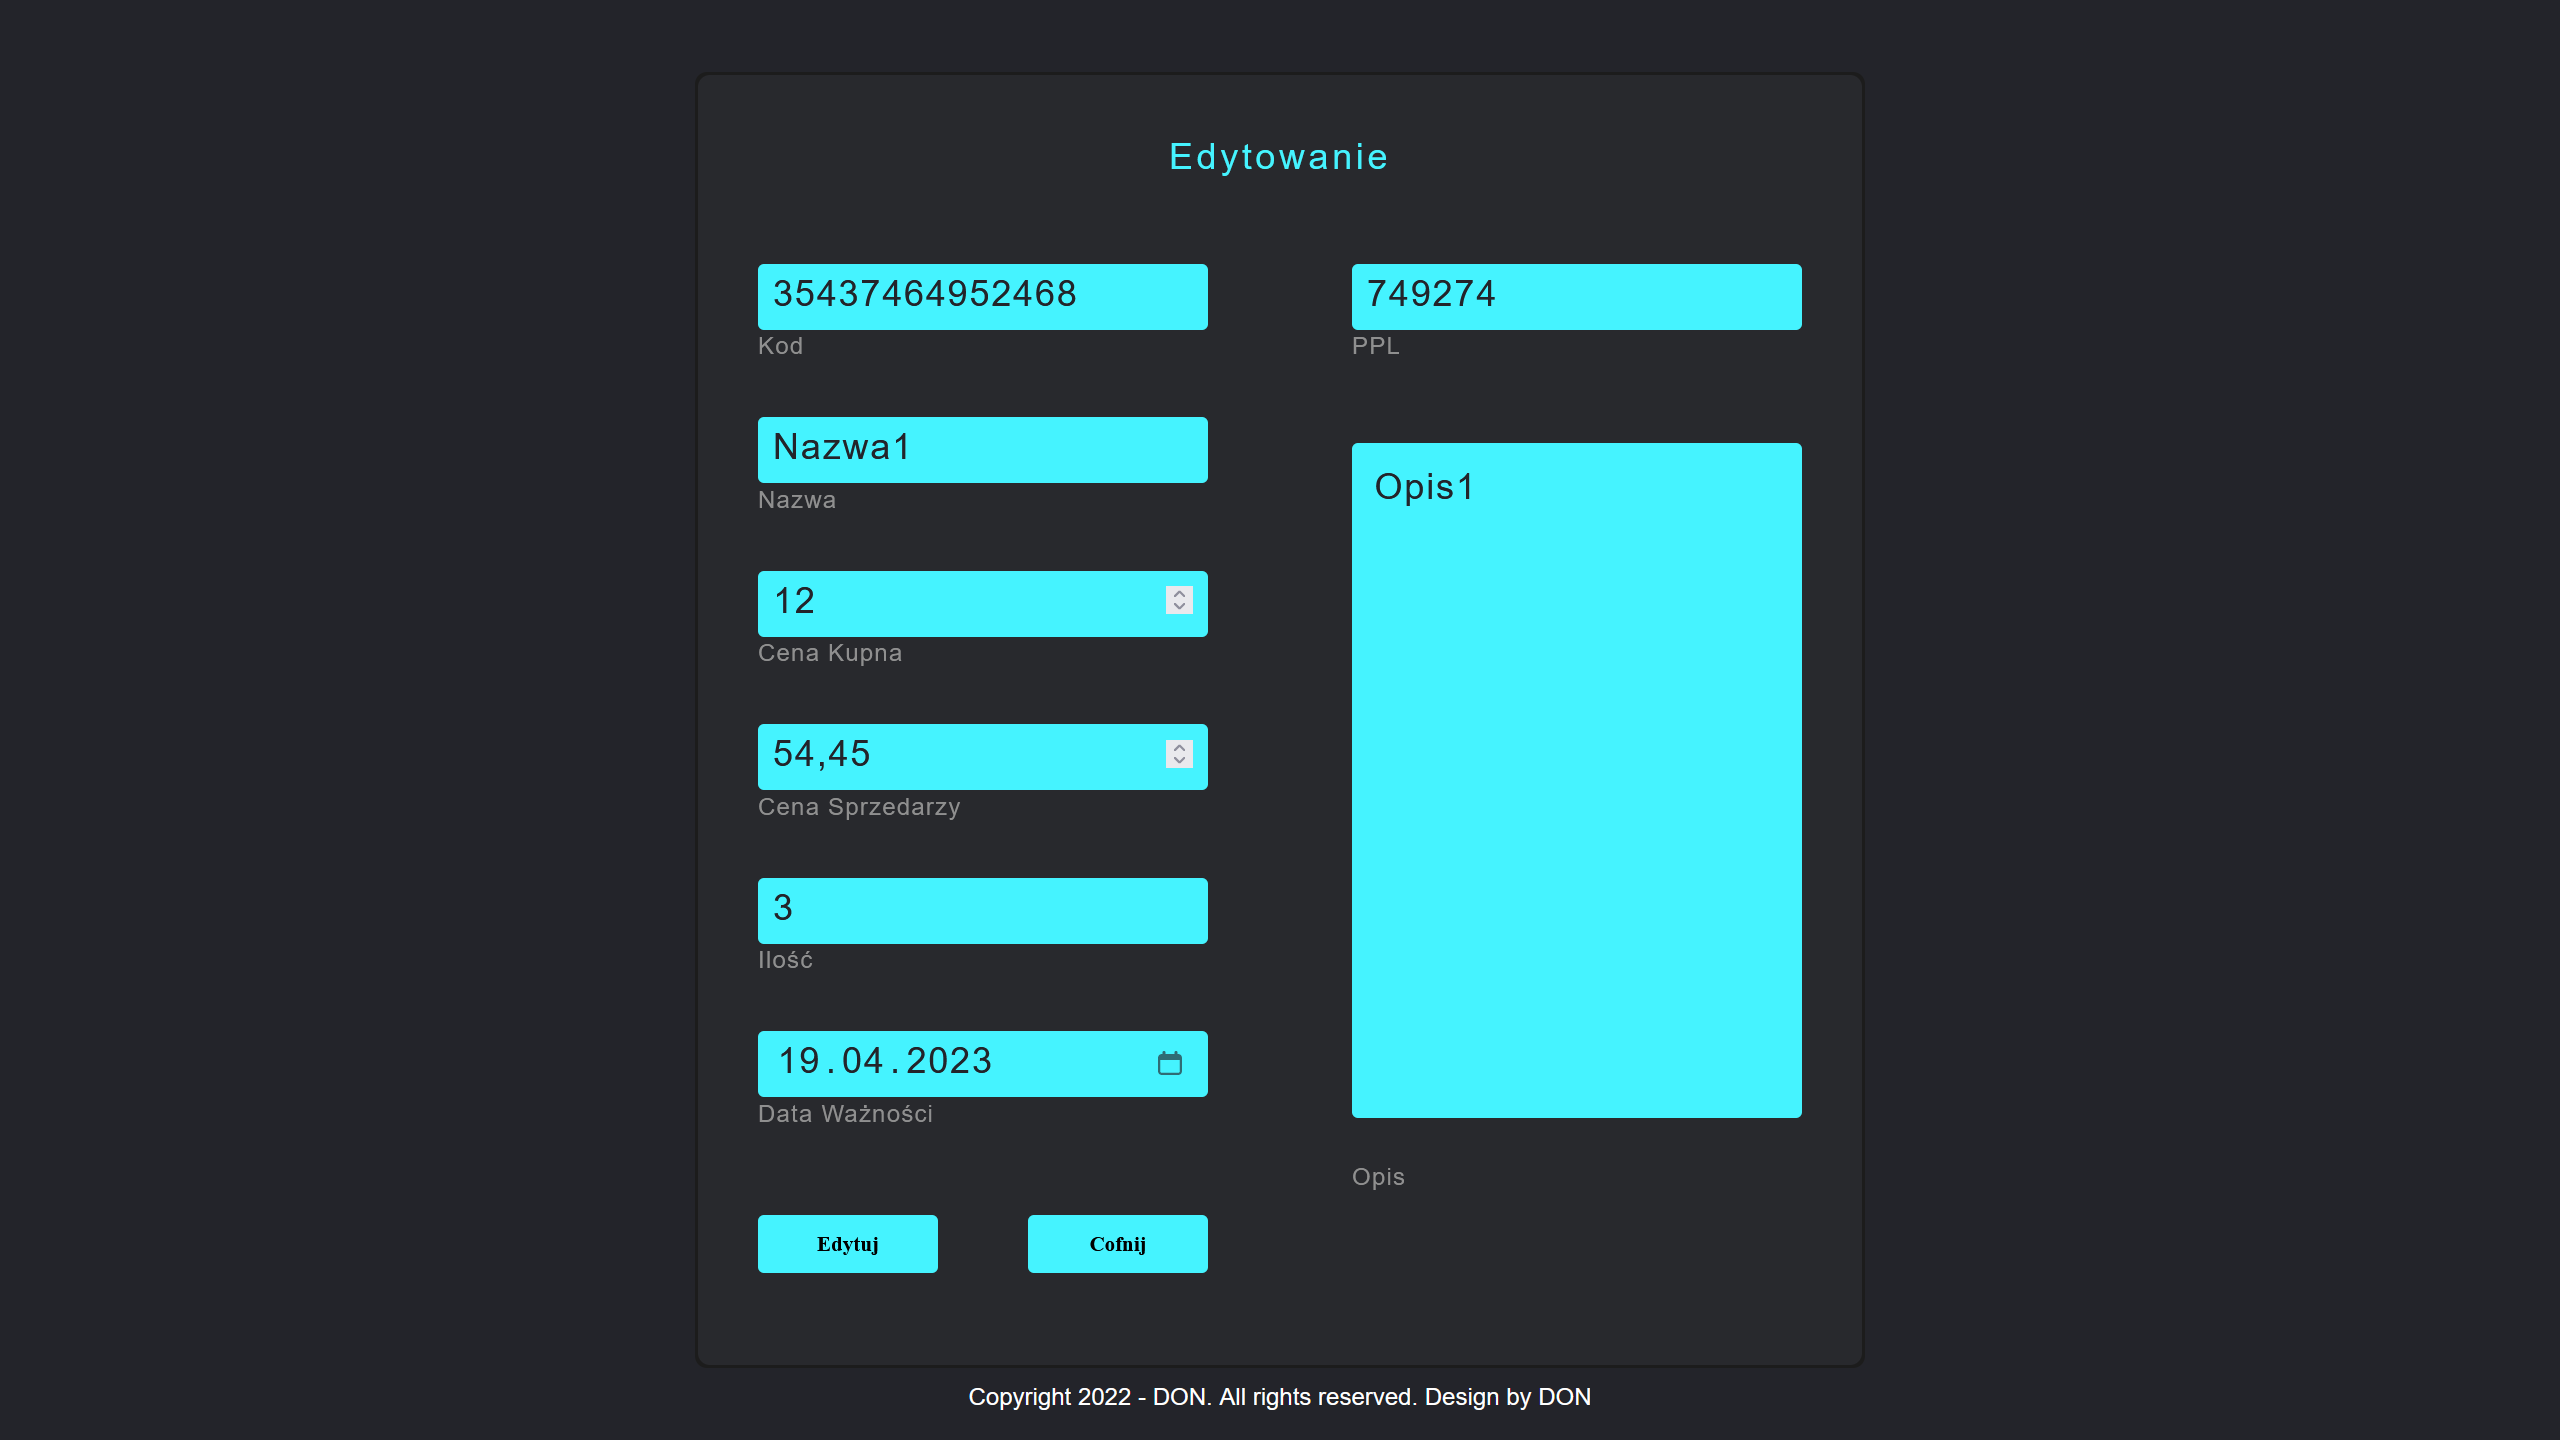 Edytowanie
35437464952468
Kod
Nazwa1
Nazwa
12
Cena Kupna
54,45
Cena Sprzedarzy
3
Ilość
19.04.2023
Data Ważności
749274
PPL
Opis1
Opis
Edytuj
Cofnij
Copyright 2022 - DON. All rights reserved. Design by DON